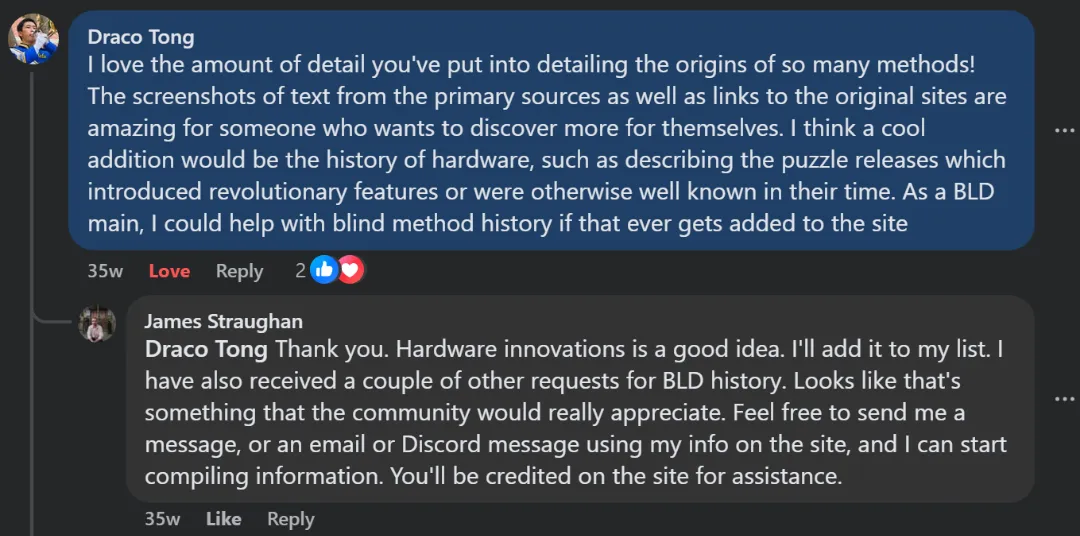 Draco Tong
I love the amount of detail you've put into detailing the origins of so many methods!
The screenshots of text from the primary sources as well as links to the original sites are
amazing for someone who wants to discover more for themselves. I think a cool
addition would be the history of hardware, such as describing the puzzle releases which
introduced revolutionary features or were otherwise well known in their time. As a BLD
main, I could help with blind method history if that ever gets added to the site
35w Love Reply 2
James Straughan
Draco Tong Thank you. Hardware innovations is a good idea. I'll add it to my list. I
have also received a couple of other requests for BLD history. Looks like that's
something that the community would really appreciate. Feel free to send me a
message, or an email or Discord message using my info on the site, and I can start
compiling information. You'll be credited on the site for assistance.
35w Like Reply